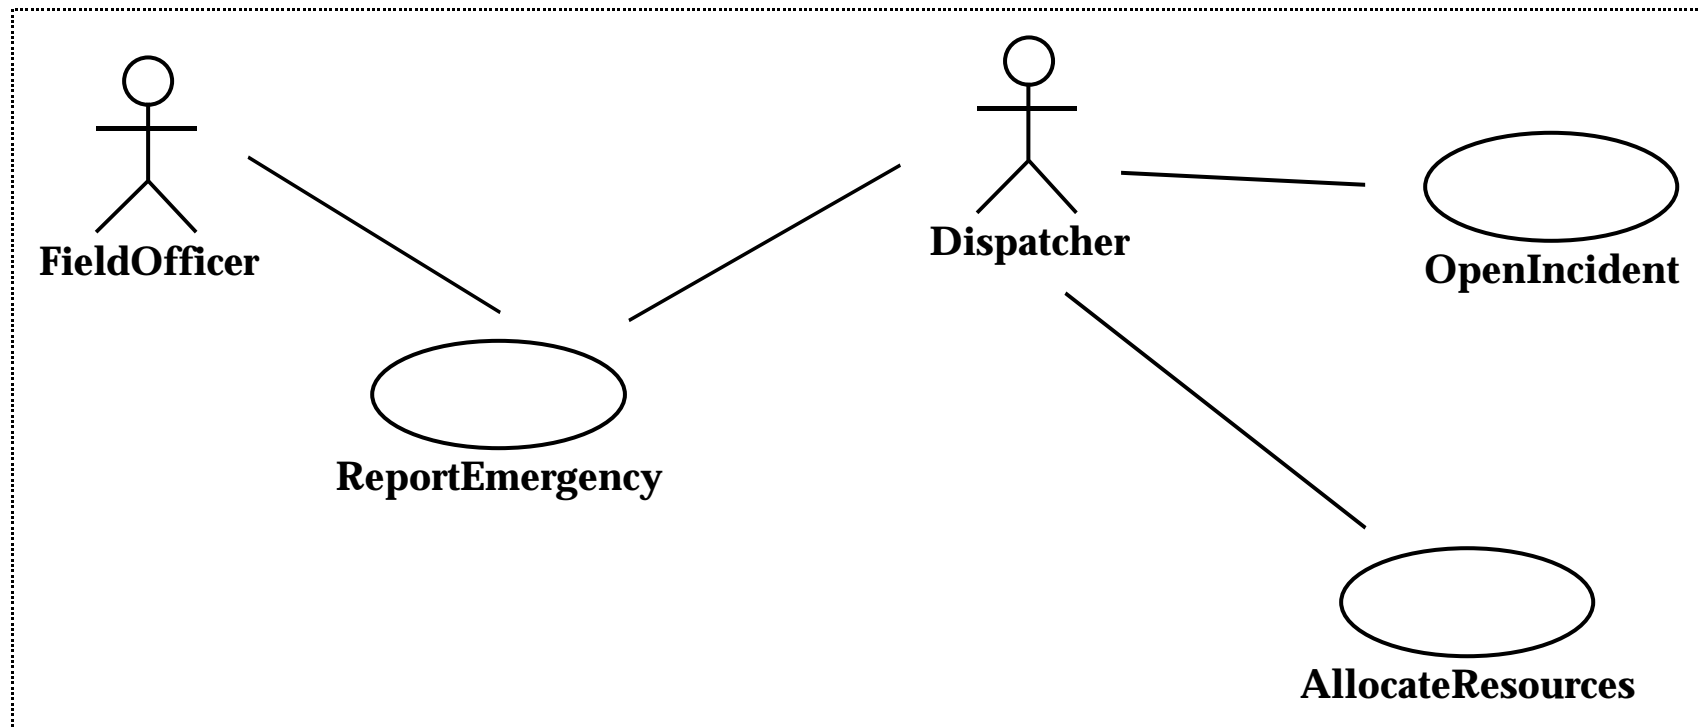 FieldOfficer
Dispatcher
OpenIncident
ReportEmergency
AllocateResources